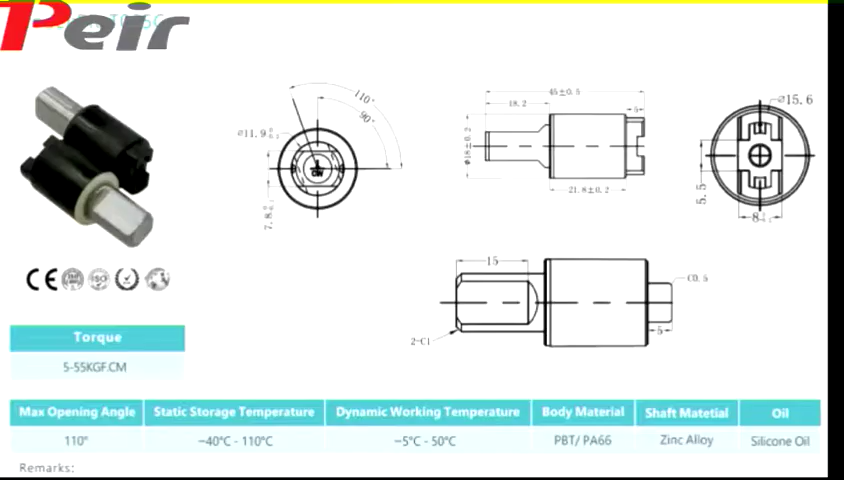 Peir
110°
90°
ø11.9
7.8
CW
45±0.5
18.2
5
ø18±0.2
21.8±0.2
ø15.6
5.5
8
15
C0.5
2-C1
5
CE
ISO
Torque
5-55KGF.CM
Max Opening Angle Static Storage Temperature Dynamic Working Temperature Body Material Shaft Matetial Oil
110° −40℃ - 110℃ −5℃ - 50℃ PBT/ PA66 Zinc Alloy Silicone Oil
Remarks: